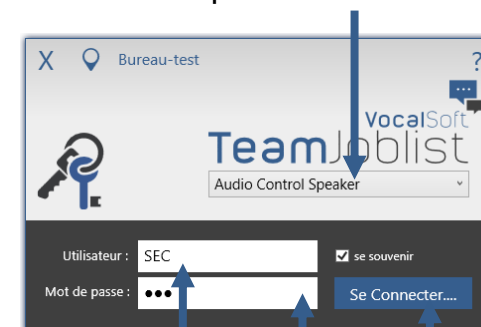 X Bureau-test ?
VocalSoft
TeamJoblist
Audio Control Speaker
Utilisateur : SEC se souvenir
Mot de passe : ●●● Se Connecter....